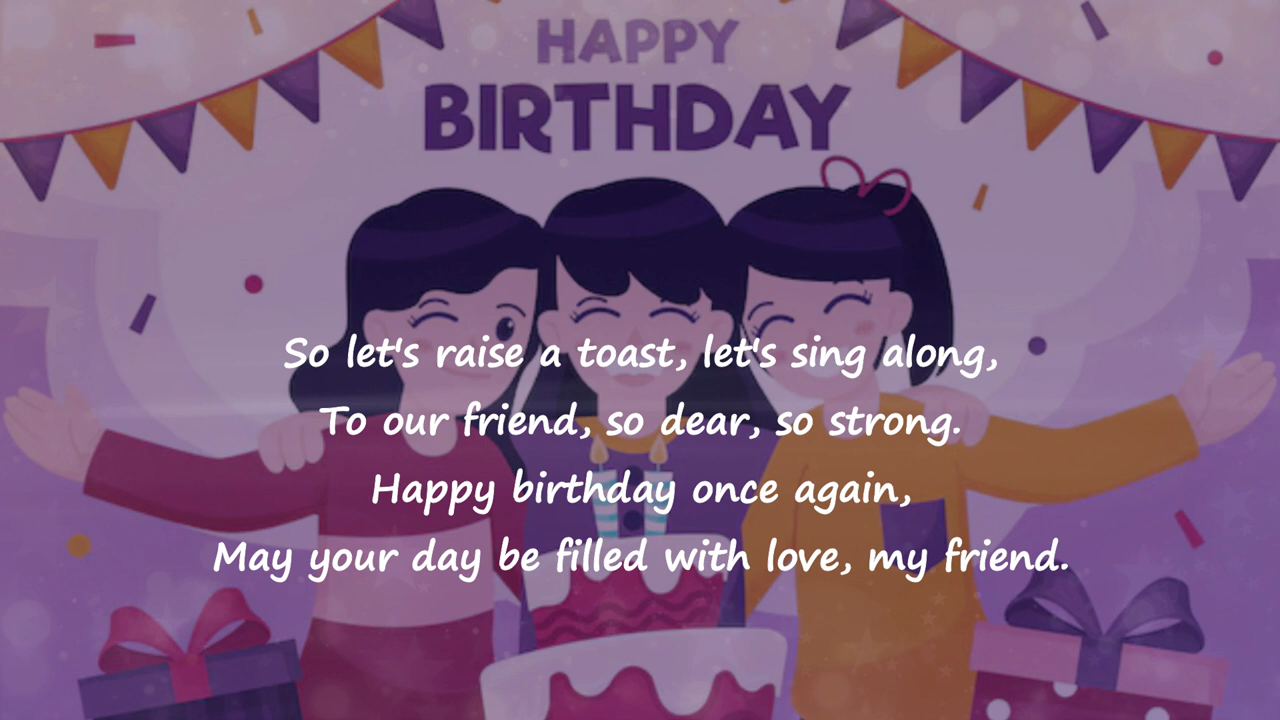 HAPPY
BIRTHDAY
So let's raise a toast, let's sing along,
To our friend, so dear, so strong.
Happy birthday once again,
May your day be filled with love, my friend.